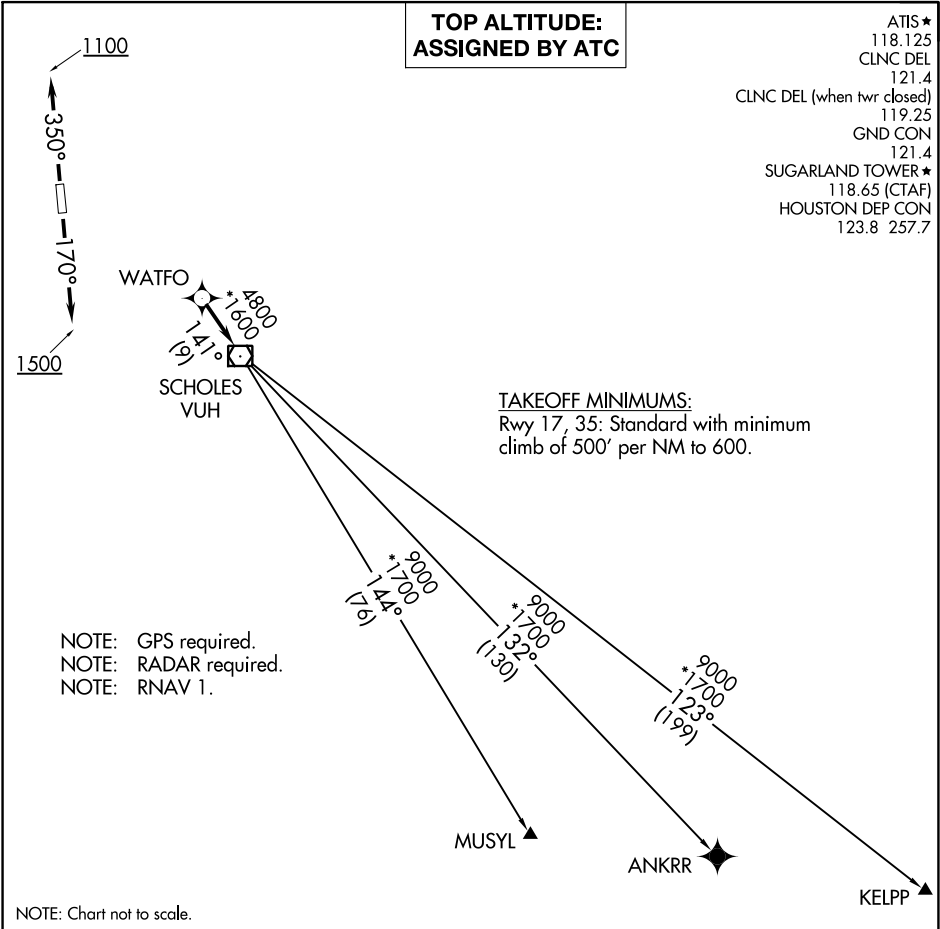 TOP ALTITUDE:
ASSIGNED BY ATC
ATIS★
118.125
CLNC DEL
121.4
CLNC DEL (when twr closed)
119.25
GND CON
121.4
SUGARLAND TOWER★
118.65 (CTAF)
HOUSTON DEP CON
123.8 257.7
1100
350°
170°
1500
WATFO
4800
*1600
141°
(9)
SCHOLES
VUH
TAKEOFF MINIMUMS:
Rwy 17, 35: Standard with minimum
climb of 500' per NM to 600.
9000
*1700
144°
(76)
9000
*1700
132°
(130)
9000
*1700
123°
(199)
NOTE: GPS required.
NOTE: RADAR required.
NOTE: RNAV 1.
MUSYL
ANKRR
KELPP
NOTE: Chart not to scale.